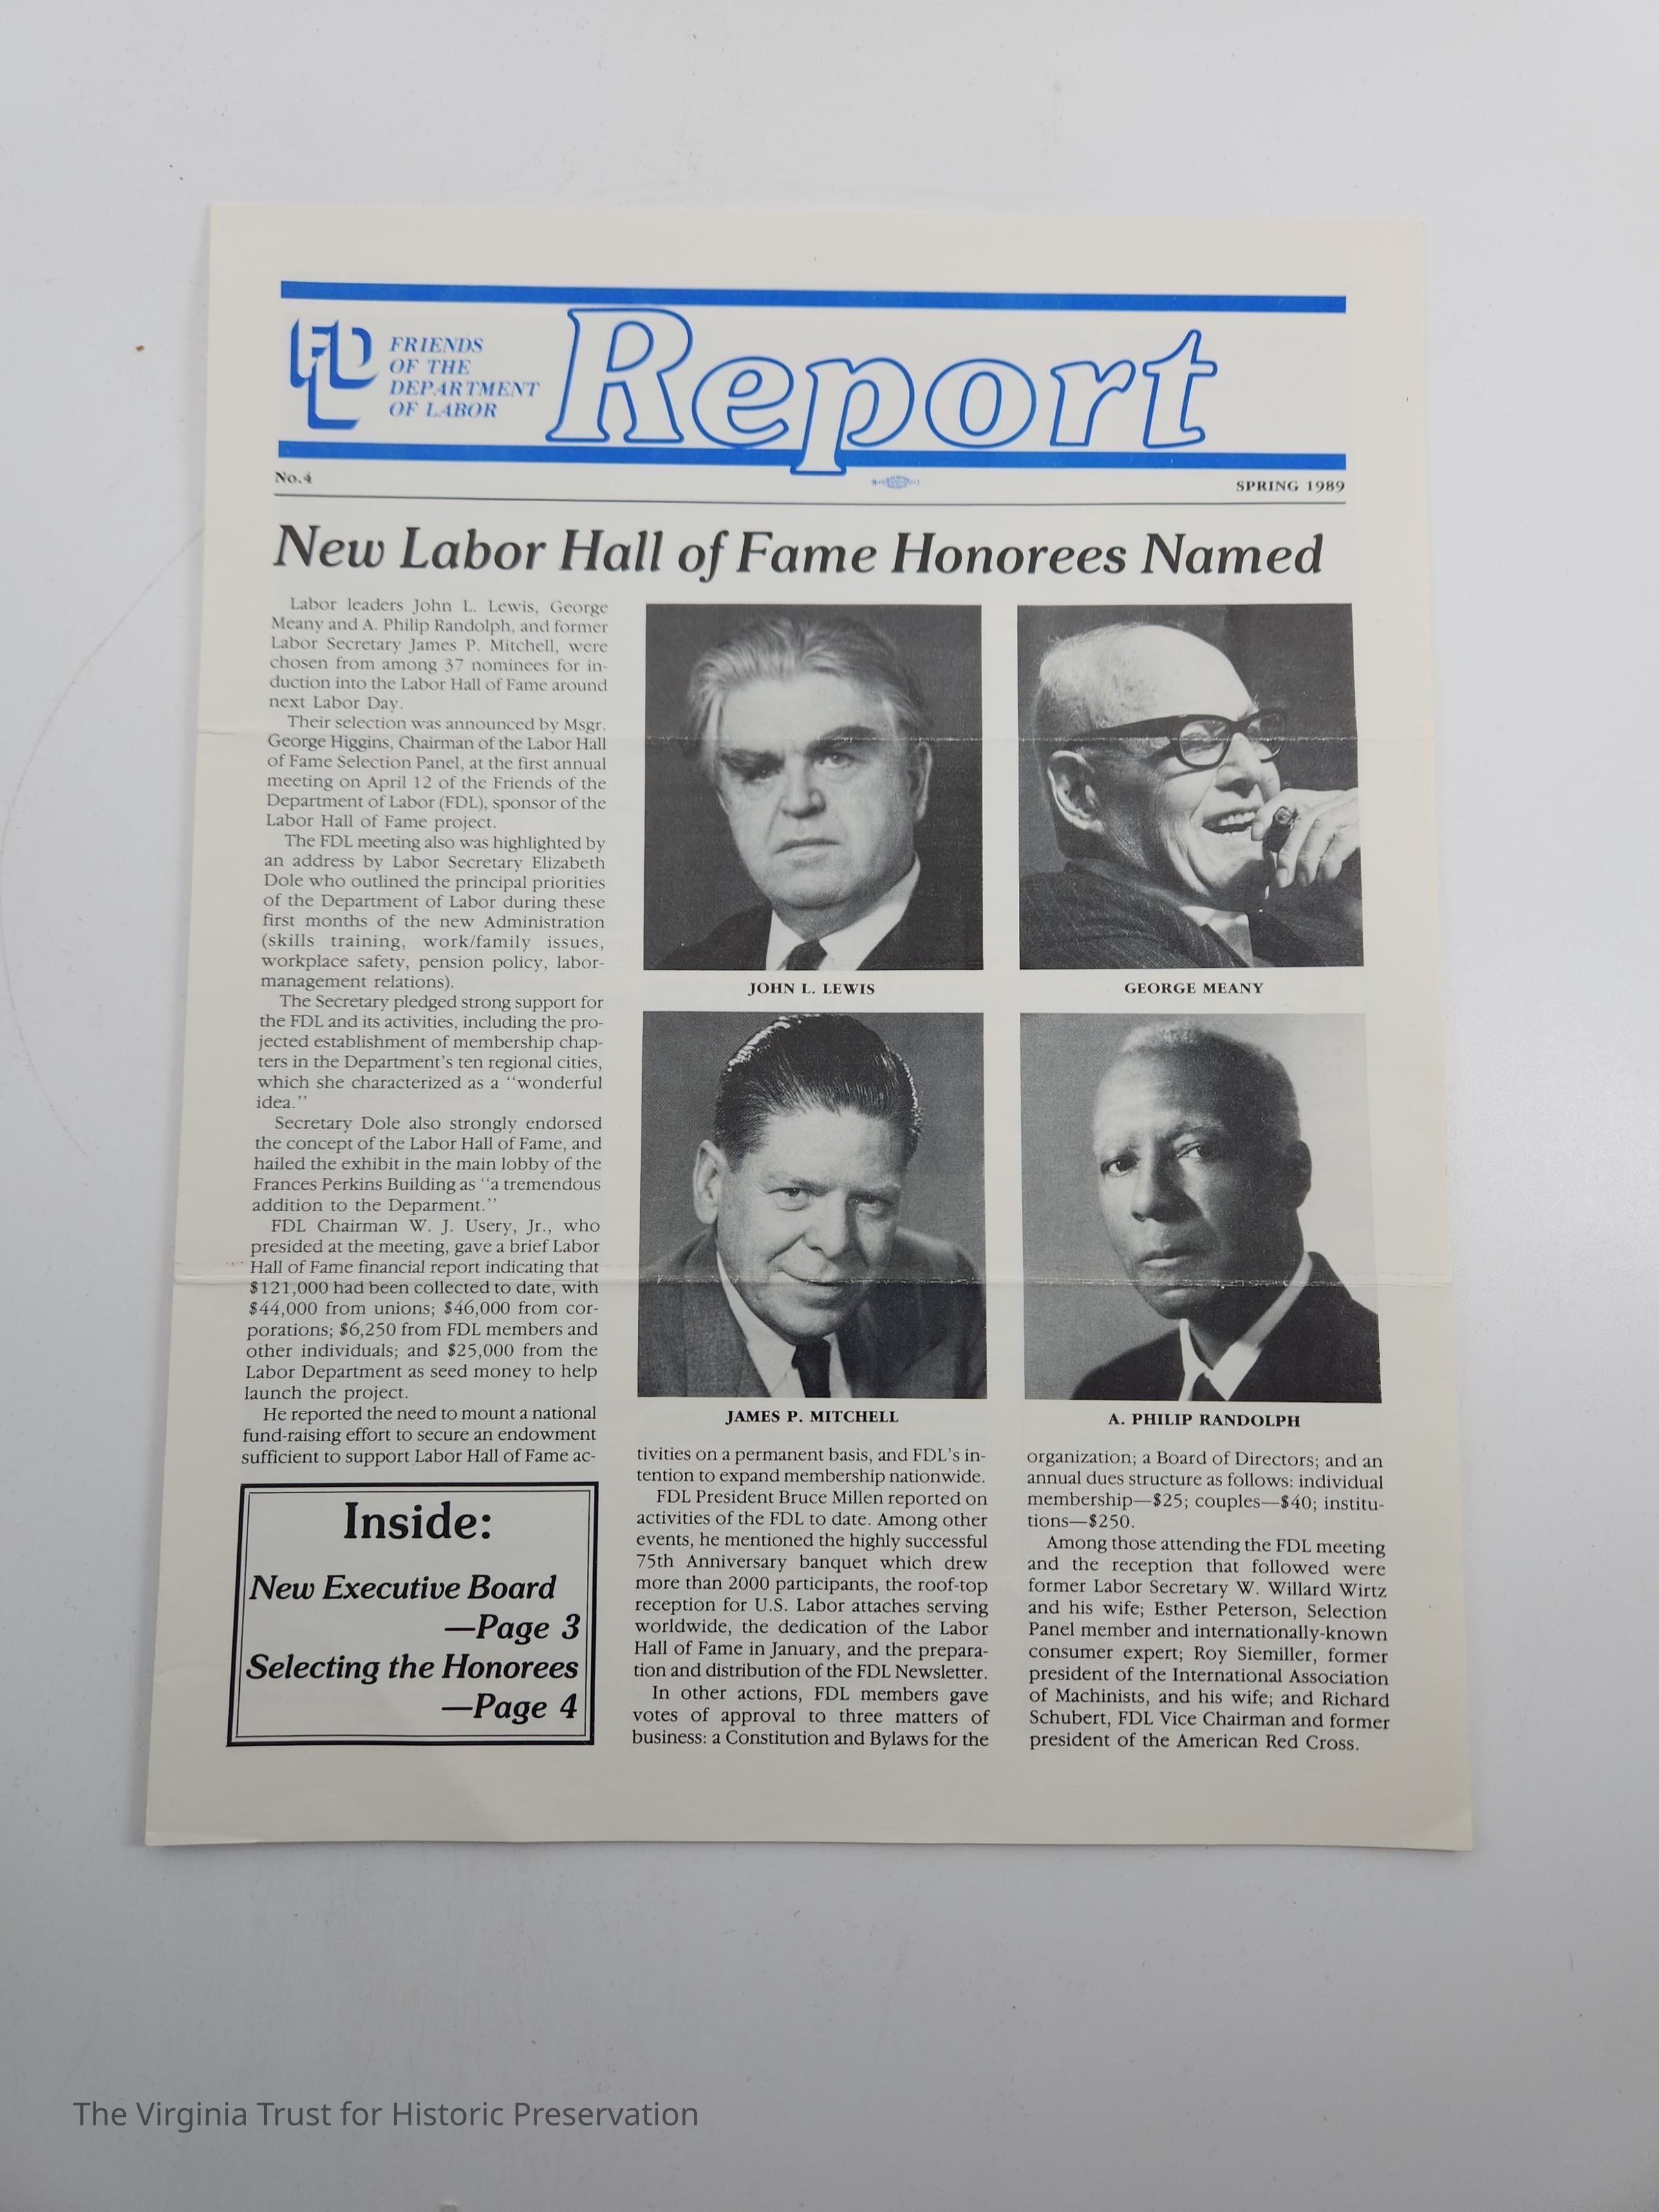 FDL
FRIENDS
OF THE
DEPARTMENT
OF LABOR
Report
No.4
SPRING 1989
New Labor Hall of Fame Honorees Named
Labor leaders John L. Lewis, George
Meany and A. Philip Randolph, and former
Labor Secretary James P. Mitchell, were
chosen from among 37 nominees for in-
duction into the Labor Hall of Fame around
next Labor Day.
Their selection was announced by Msgr.
George Higgins, Chairman of the Labor Hall
of Fame Selection Panel, at the first annual
meeting on April 12 of the Friends of the
Department of Labor (FDL), sponsor of the
Labor Hall of Fame project.
The FDL meeting also was highlighted by
an address by Labor Secretary Elizabeth
Dole who outlined the principal priorities
of the Department of Labor during these
first months of the new Administration
(skills training, work/family issues,
workplace safety, pension policy, labor-
management relations).
The Secretary pledged strong support for
the FDL and its activities, including the pro-
jected establishment of membership chap-
ters in the Department's ten regional cities,
which she characterized as a ‘‘wonderful
idea.’’
Secretary Dole also strongly endorsed
the concept of the Labor Hall of Fame, and
hailed the exhibit in the main lobby of the
Frances Perkins Building as ‘‘a tremendous
addition to the Deparment.’’
FDL Chairman W. J. Usery, Jr., who
presided at the meeting, gave a brief Labor
Hall of Fame financial report indicating that
$121,000 had been collected to date, with
$44,000 from unions; $46,000 from cor-
porations; $6,250 from FDL members and
other individuals; and $25,000 from the
Labor Department as seed money to help
launch the project.
He reported the need to mount a national
fund-raising effort to secure an endowment
sufficient to support Labor Hall of Fame ac-
JOHN L. LEWIS
GEORGE MEANY
JAMES P. MITCHELL
A. PHILIP RANDOLPH
tivities on a permanent basis, and FDL's in-
tention to expand membership nationwide.
FDL President Bruce Millen reported on
activities of the FDL to date. Among other
events, he mentioned the highly successful
75th Anniversary banquet which drew
more than 2000 participants, the roof-top
reception for U.S. Labor attaches serving
worldwide, the dedication of the Labor
Hall of Fame in January, and the prepara-
tion and distribution of the FDL Newsletter.
In other actions, FDL members gave
votes of approval to three matters of
business: a Constitution and Bylaws for the
organization; a Board of Directors; and an
annual dues structure as follows: individual
membership—$25; couples—$40; institu-
tions—$250.
Among those attending the FDL meeting
and the reception that followed were
former Labor Secretary W. Willard Wirtz
and his wife; Esther Peterson, Selection
Panel member and internationally-known
consumer expert; Roy Siemiller, former
president of the International Association
of Machinists, and his wife; and Richard
Schubert, FDL Vice Chairman and former
president of the American Red Cross.
Inside:
New Executive Board
—Page 3
Selecting the Honorees
—Page 4
The Virginia Trust for Historic Preservation